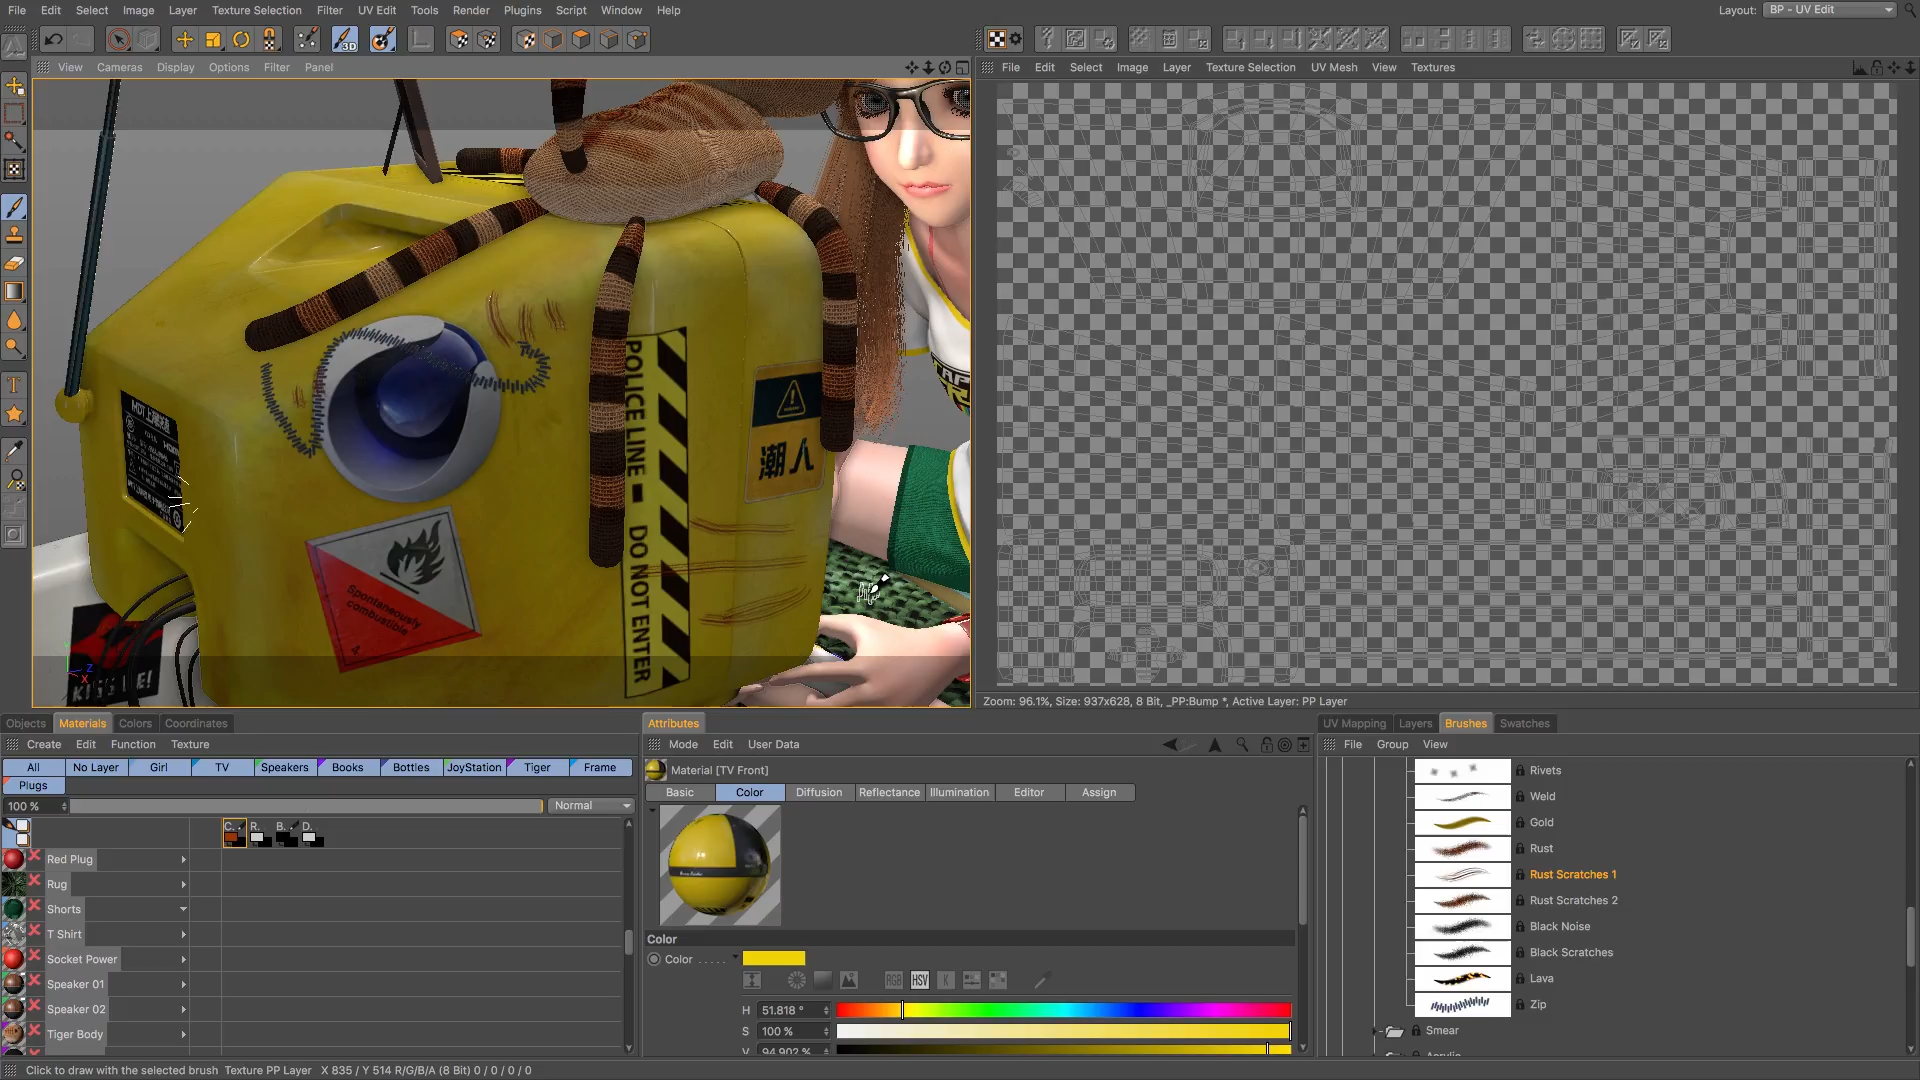 File Edit Select Image Layer Texture Selection Filter UV Edit Tools Render Plugins Script Window Help
Layout: BP - UV Edit
3D
View Cameras Display Options Filter Panel
File Edit Select Image Layer Texture Selection UV Mesh View Textures
POLICE LINE DO NOT ENTER
潮人
Spontaneously
combustible
Z
X
Zoom: 96.1%, Size: 937x628, 8 Bit, _PP:Bump *, Active Layer: PP Layer
Objects Materials Colors Coordinates
Attributes
UV Mapping Layers Brushes Swatches
Create Edit Function Texture
Mode Edit User Data
File Group View
All No Layer Girl TV Speakers Books Bottles JoyStation Tiger Frame
Plugs
100 % Normal
C. R. B. D.
Red Plug
Rug
Shorts
T Shirt
Socket Power
Speaker 01
Speaker 02
Tiger Body
Material [TV Front]
Basic Color Diffusion Reflectance Illumination Editor Assign
Color
Color . . . . .
RGB HSV K
H 51.818 °
S 100 %
V 94.902 %
Rivets
Weld
Gold
Rust
Rust Scratches 1
Rust Scratches 2
Black Noise
Black Scratches
Lava
Zip
Smear
Click to draw with the selected brush Texture PP Layer X 835 / Y 514 R/G/B/A (8 Bit) 0 / 0 / 0 / 0